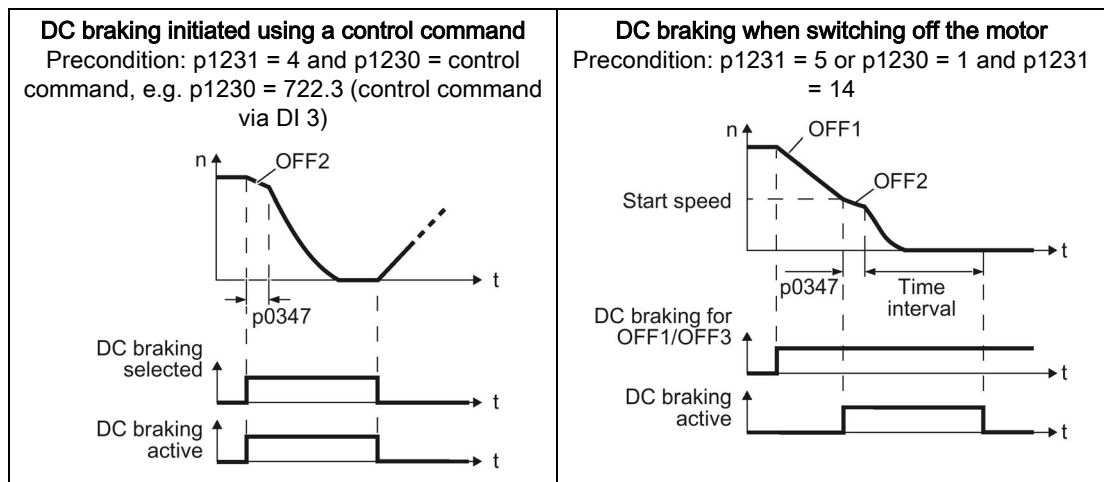 DC braking initiated using a control command
Precondition: p1231 = 4 and p1230 = control
command, e.g. p1230 = 722.3 (control command
via DI 3)
n
OFF2
t
p0347
DC braking
selected
t
DC braking
active
t
DC braking when switching off the motor
Precondition: p1231 = 5 or p1230 = 1 and p1231
= 14
n
OFF1
OFF2
Start speed
t
p0347
Time
interval
DC braking for
OFF1/OFF3
t
DC braking
active
t